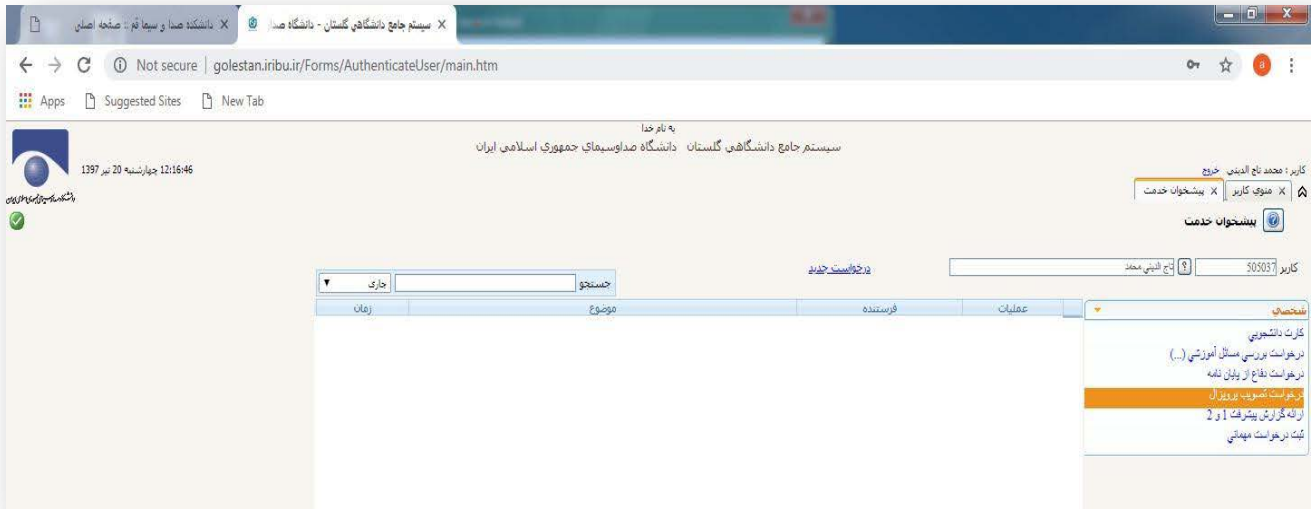 سیستم جامع دانشگاهی گلستان - دانشگاه صدا
دانشکده صدا و سیما قم :: صفحه اصلی
Not secure | golestan.iribu.ir/Forms/AuthenticateUser/main.htm
Apps Suggested Sites New Tab
به نام خدا
سیستم جامع دانشگاهی گلستان دانشگاه صداوسیمای جمهوری اسلامی ایران
12:16:46 چهارشنبه 20 تیر 1397
کاربر : محمد تاج الدینی خروج
منوی کاربر پیشخوان خدمت
پیشخوان خدمت
کاربر 505037 تاج الدینی محمد
درخواست جدید
جستجو جاری
عملیات فرستنده موضوع زمان
شخصی
کارت دانشجویی
درخواست بررسی مسائل آموزشی (...)
درخواست دفاع از پایان نامه
درخواست تصویب پروپزال
ارائه گزارش پیشرفت 1 و 2
ثبت درخواست مهمانی